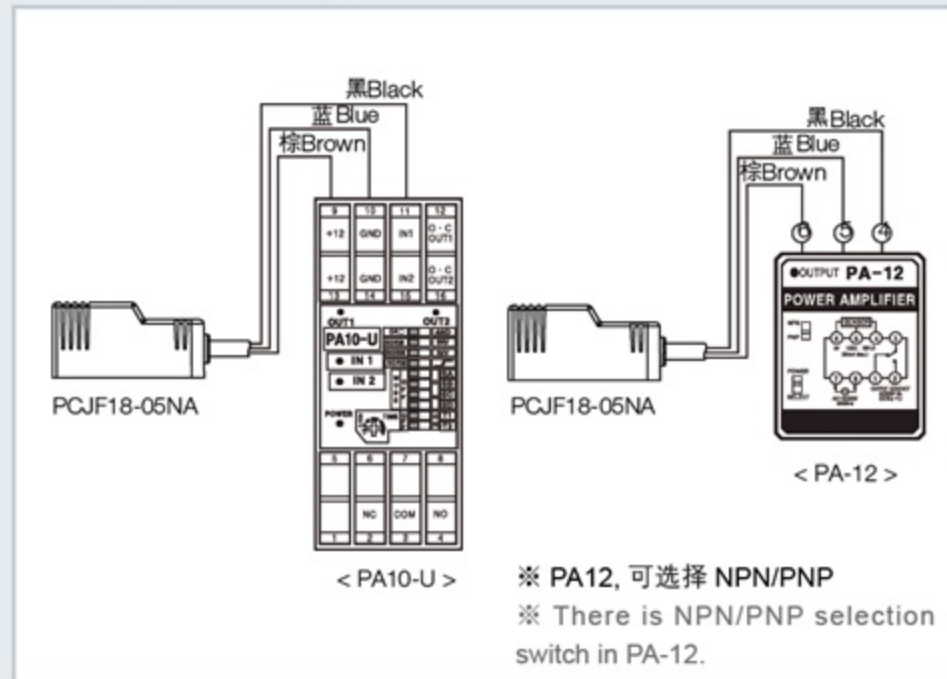 黑Black
蓝Blue
棕Brown
9 10 11 12
+12 GND IN1 O·C OUT1
+12 GND IN2 O·C OUT2
13 14 15 16
OUT1 OUT2
PA10-U
IN 1
IN 2
POWER
TIME
5 6 7 8
NC COM NO
1 2 3 4
PCJF18-05NA
< PA10-U >
黑Black
蓝Blue
棕Brown
6 5 4
OUTPUT PA-12
POWER AMPLIFIER
NPN
PNP
POWER
SELECT
PCJF18-05NA
< PA-12 >
※ PA12, 可选择 NPN/PNP
※ There is NPN/PNP selection
switch in PA-12.